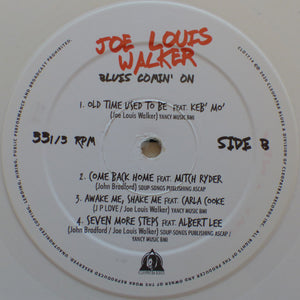 JOE LOUIS
WALKER
BLUES COMIN' ON
1. OLD TIME USED TO BE FEAT. KEB' MO'
(Joe Louis Walker) YANCY MUSIC BMI
33 1/3 RPM
SIDE B
2. COME BACK HOME FEAT. MITCH RYDER
(John Bradford) SOUP-SONGS PUBLISHING ASCAP
3. AWAKE ME, SHAKE ME FEAT. CARLA COOKE
(J P LOVE / Joe Louis Walker) YANCY MUSIC BMI
4. SEVEN MORE STEPS FEAT. ALBERT LEE
(John Bradford / Joe Louis Walker) SOUP-SONGS PUBLISHING ASCAP /
YANCY MUSIC BMI